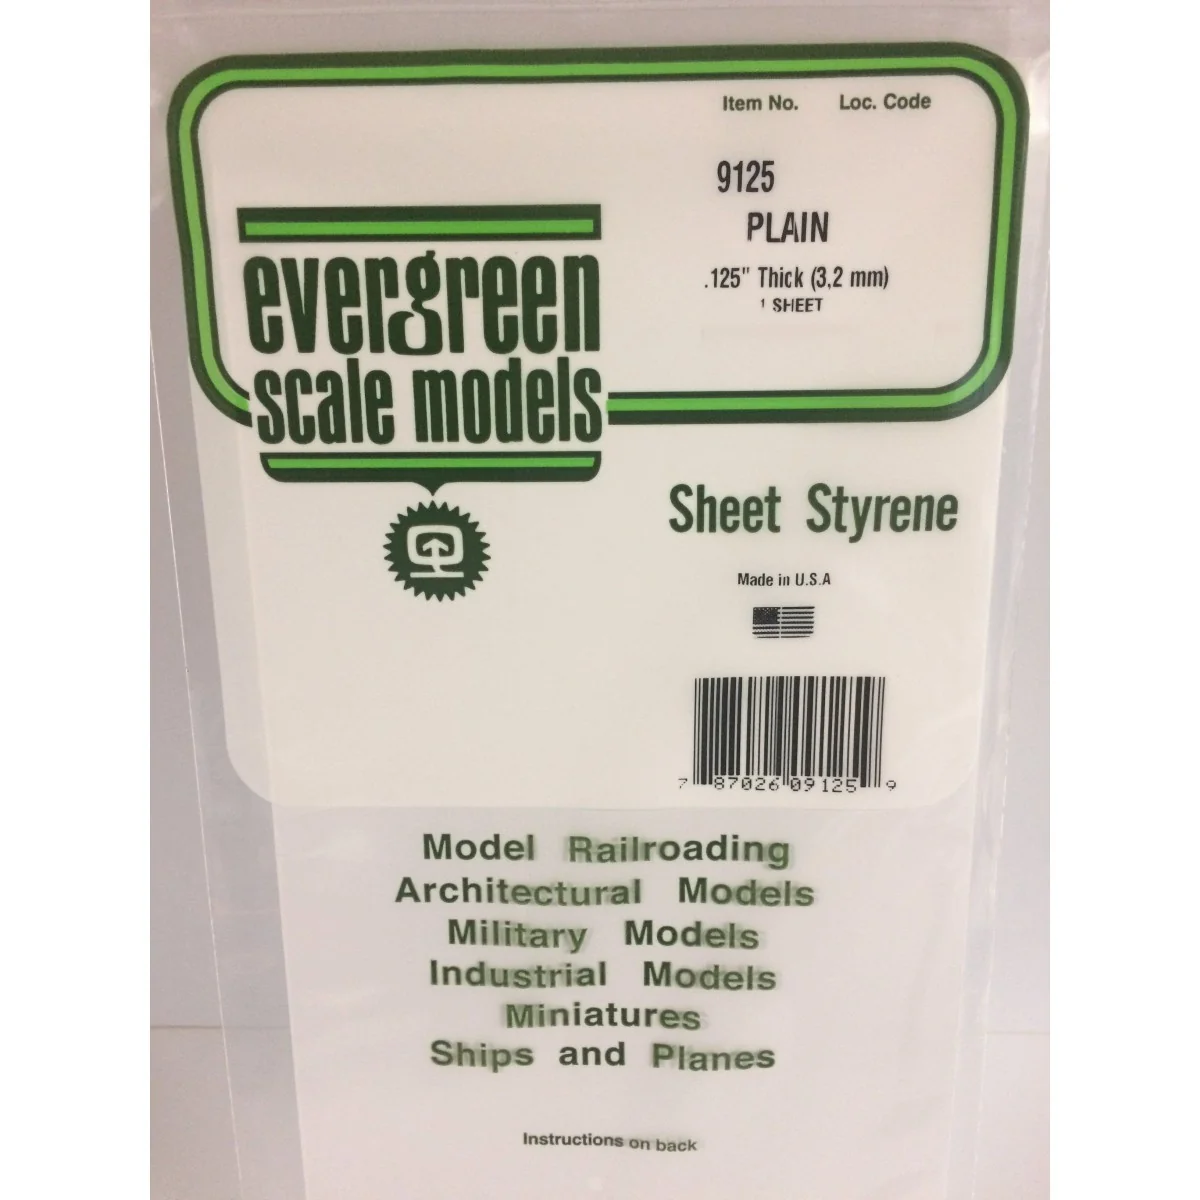 Item No. Loc. Code
9125
PLAIN
.125" Thick (3,2 mm)
1 SHEET
evergreen
scale models
Sheet Styrene
Made in U.S.A
7 87026 09125 9
Model Railroading
Architectural Models
Military Models
Industrial Models
Miniatures
Ships and Planes
Instructions on back